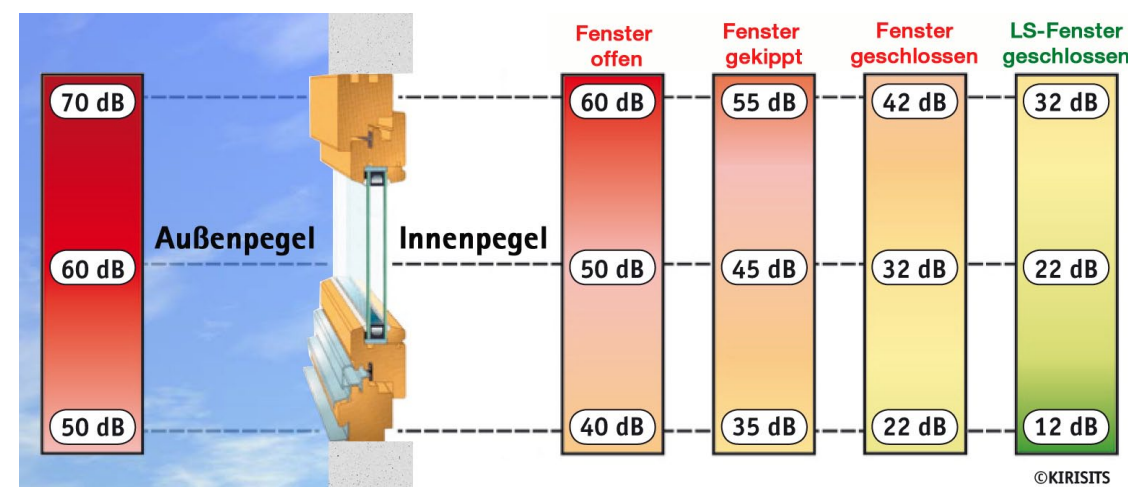 Fenster offen
Fenster gekippt
Fenster geschlossen
LS-Fenster geschlossen
70 dB
60 dB
55 dB
42 dB
32 dB
Außenpegel
Innenpegel
60 dB
50 dB
45 dB
32 dB
22 dB
50 dB
40 dB
35 dB
22 dB
12 dB
©KIRISITS